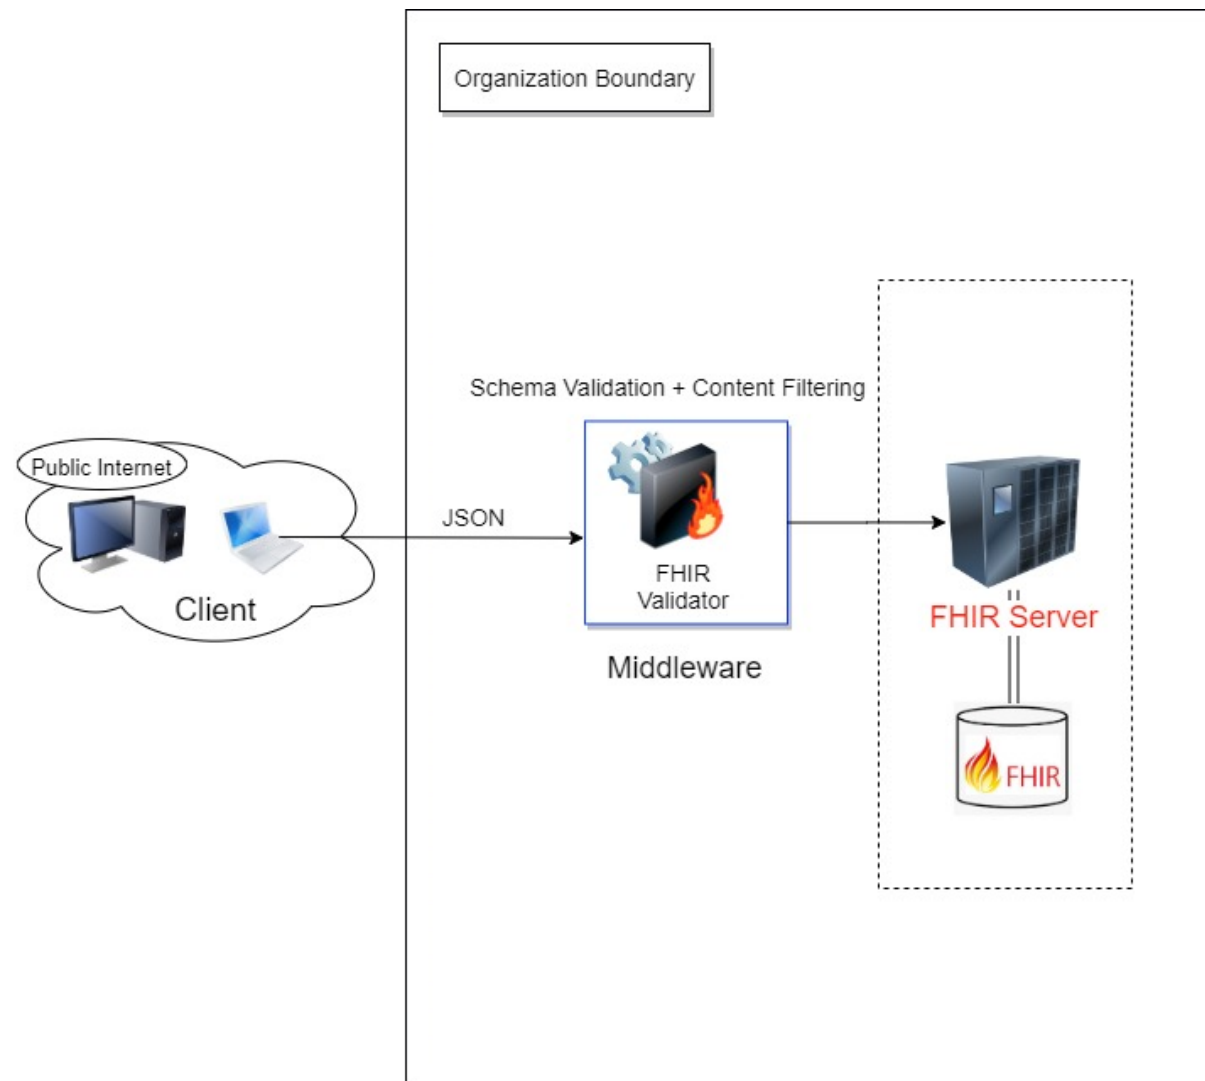 Organization Boundary
Schema Validation + Content Filtering
Public Internet
JSON
Client
FHIR
Validator
Middleware
FHIR Server
FHIR